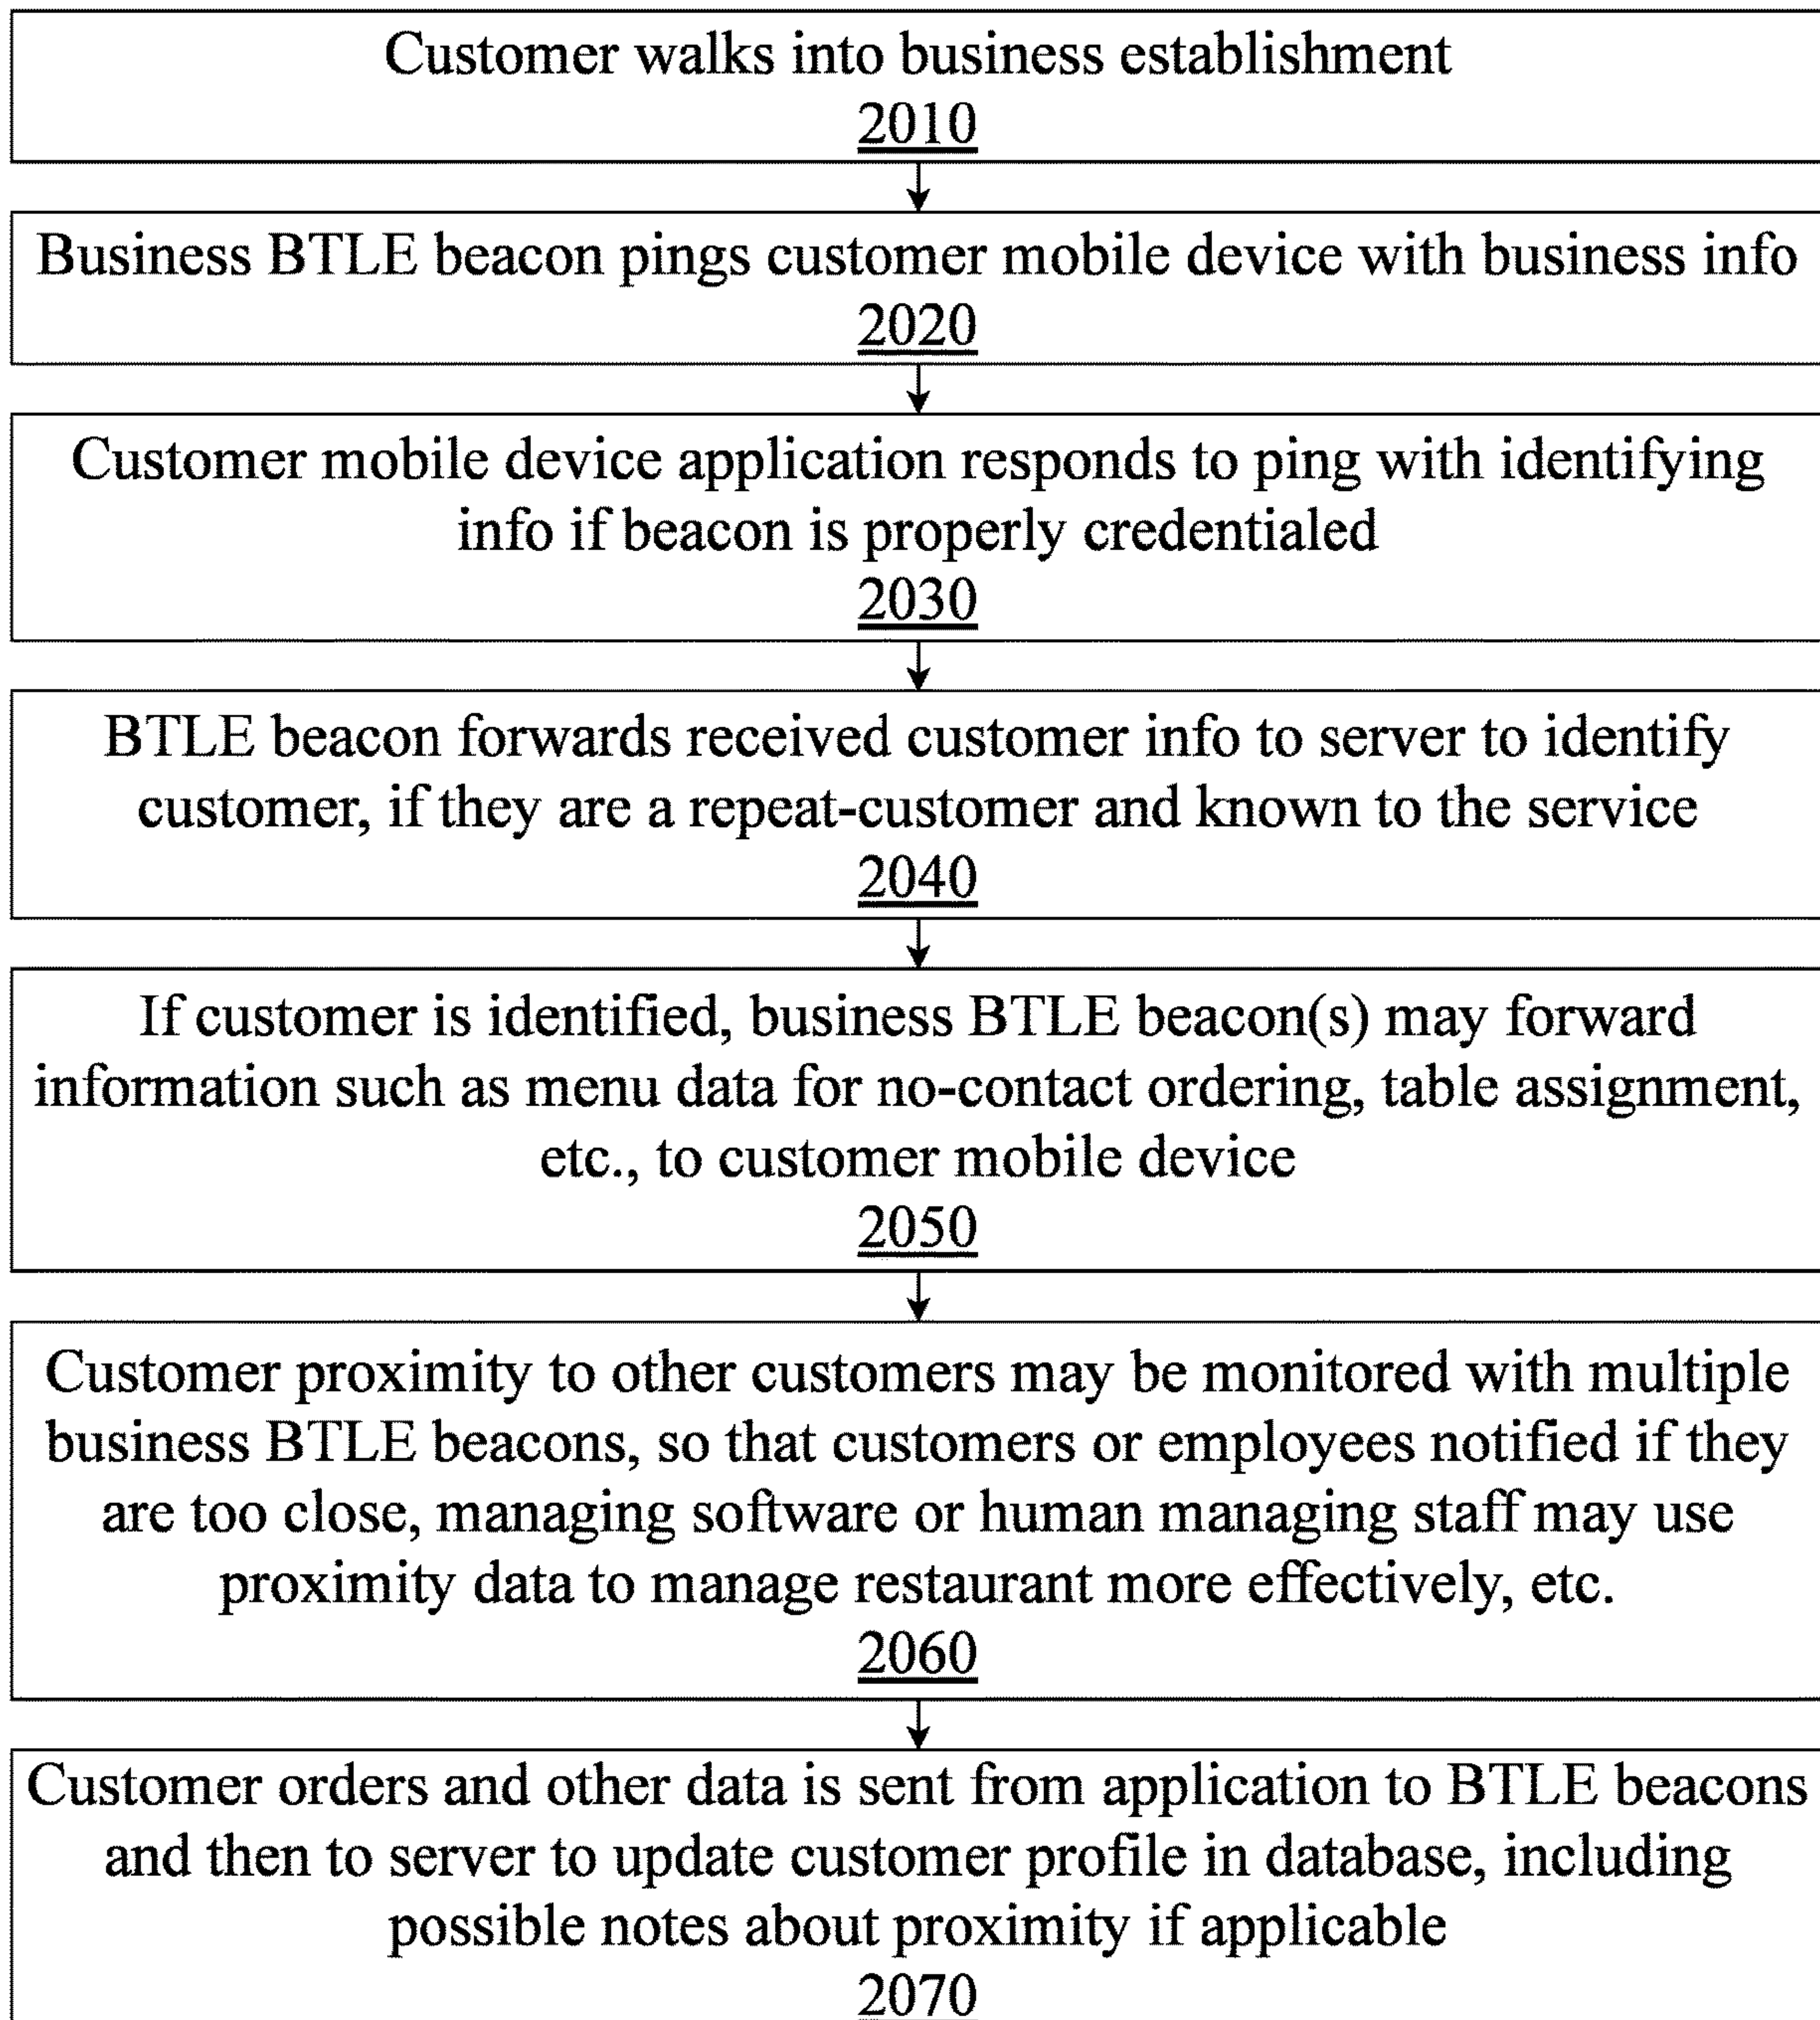 Customer walks into business establishment
2010
Business BTLE beacon pings customer mobile device with business info
2020
Customer mobile device application responds to ping with identifying
info if beacon is properly credentialed
2030
BTLE beacon forwards received customer info to server to identify
customer, if they are a repeat-customer and known to the service
2040
If customer is identified, business BTLE beacon(s) may forward
information such as menu data for no-contact ordering, table assignment,
etc., to customer mobile device
2050
Customer proximity to other customers may be monitored with multiple
business BTLE beacons, so that customers or employees notified if they
are too close, managing software or human managing staff may use
proximity data to manage restaurant more effectively, etc.
2060
Customer orders and other data is sent from application to BTLE beacons
and then to server to update customer profile in database, including
possible notes about proximity if applicable
2070